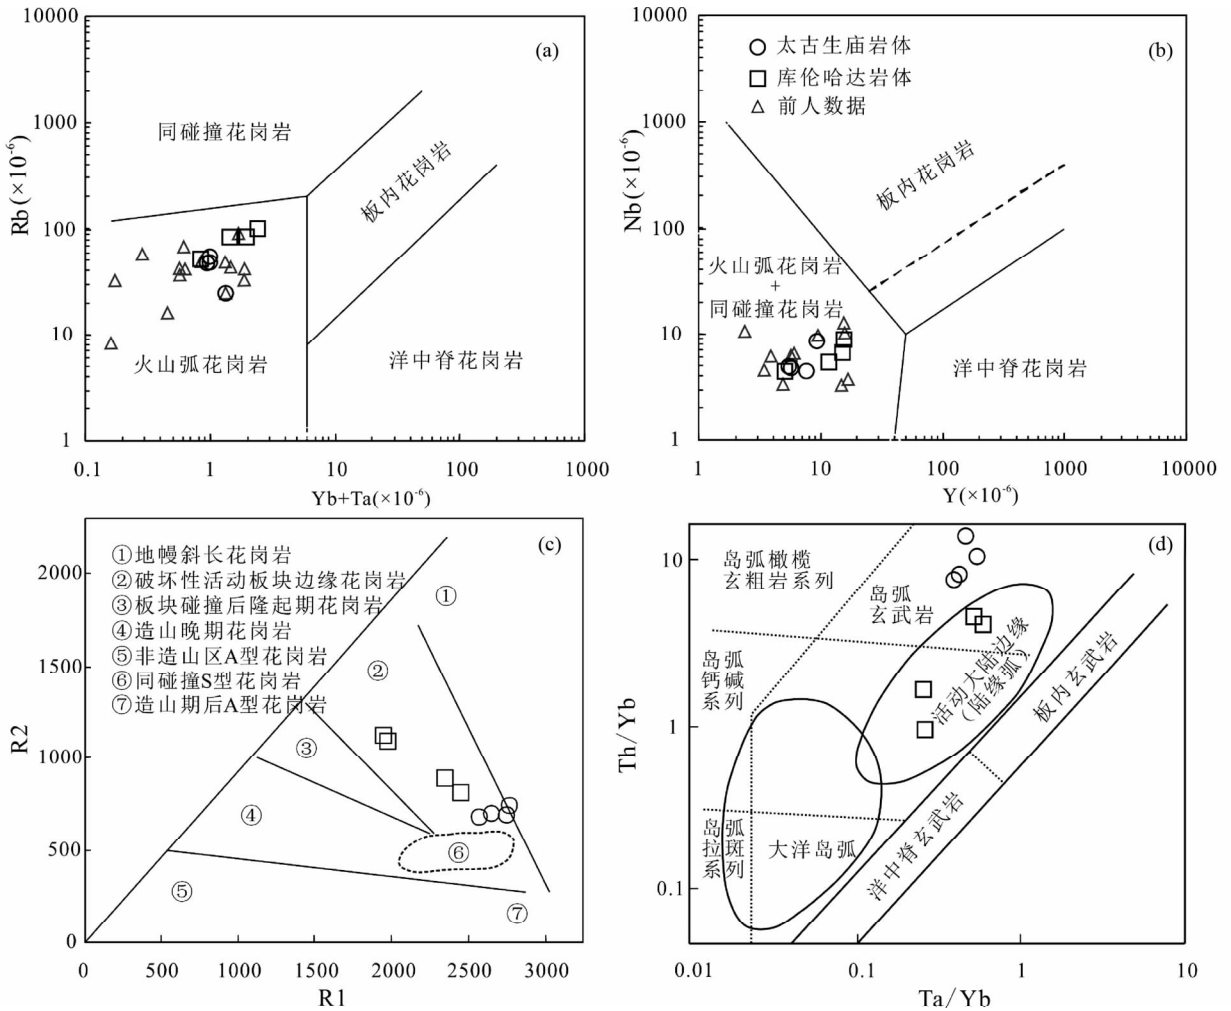 10000
1000
100
10
1
Rb(×10⁻⁶)
(a)
同碰撞花岗岩
板内花岗岩
火山弧花岗岩
洋中脊花岗岩
0.1
1
10
100
1000
Yb+Ta(×10⁻⁶)
10000
1000
100
10
1
Nb(×10⁻⁶)
太古生庙岩体
库伦哈达岩体
前人数据
(b)
板内花岗岩
火山弧花岗岩
+
同碰撞花岗岩
洋中脊花岗岩
1
10
100
1000
10000
Y(×10⁻⁶)
2000
1500
1000
500
0
R2
(c)
①地幔斜长花岗岩
②破坏性活动板块边缘花岗岩
③板块碰撞后隆起期花岗岩
④造山晚期花岗岩
⑤非造山区A型花岗岩
⑥同碰撞S型花岗岩
⑦造山期后A型花岗岩
①
②
③
④
⑤
⑥
⑦
0
500
1000
1500
2000
2500
3000
R1
10
1
0.1
Th/Yb
(d)
岛弧橄榄
玄粗岩系列
岛弧
玄武岩
岛弧
钙碱
系列
活动大陆边缘
(陆缘弧)
板内玄武岩
洋中脊玄武岩
岛弧
拉斑
系列
大洋岛弧
0.01
0.1
1
10
Ta/Yb